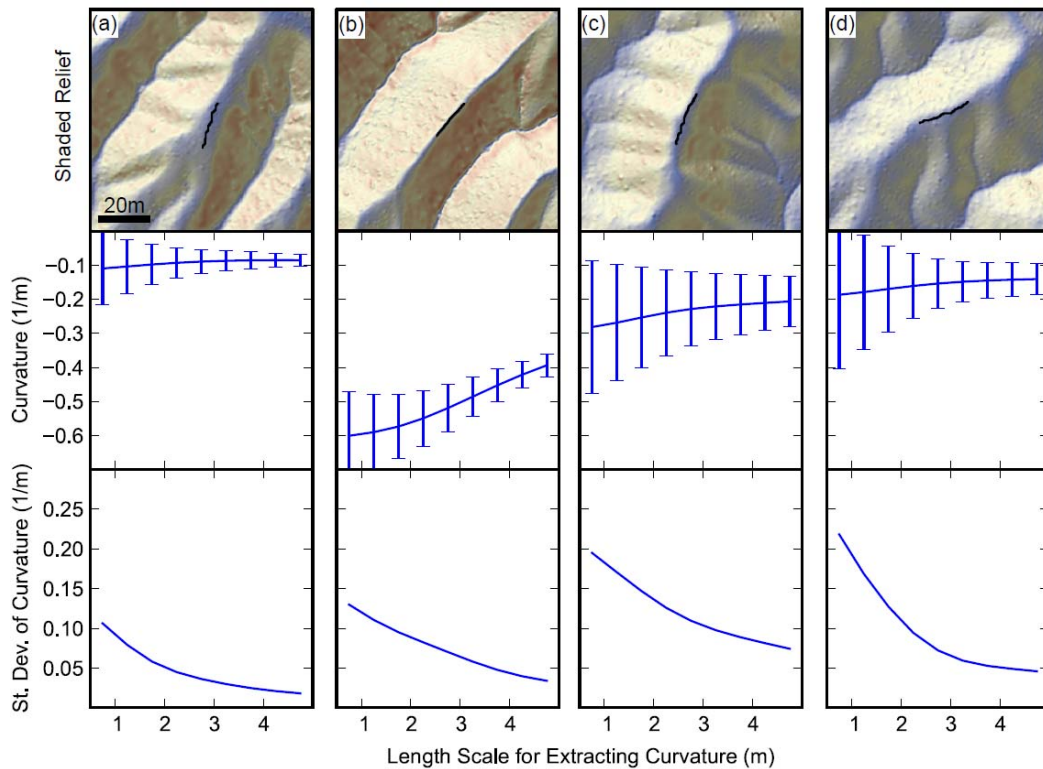 (a)
(b)
(c)
(d)
Shaded Relief
20m
Curvature (1/m)
−0.1
−0.2
−0.3
−0.4
−0.5
−0.6
St. Dev. of Curvature (1/m)
0.25
0.20
0.15
0.10
0.05
1 2 3 4 1 2 3 4 1 2 3 4 1 2 3 4
Length Scale for Extracting Curvature (m)